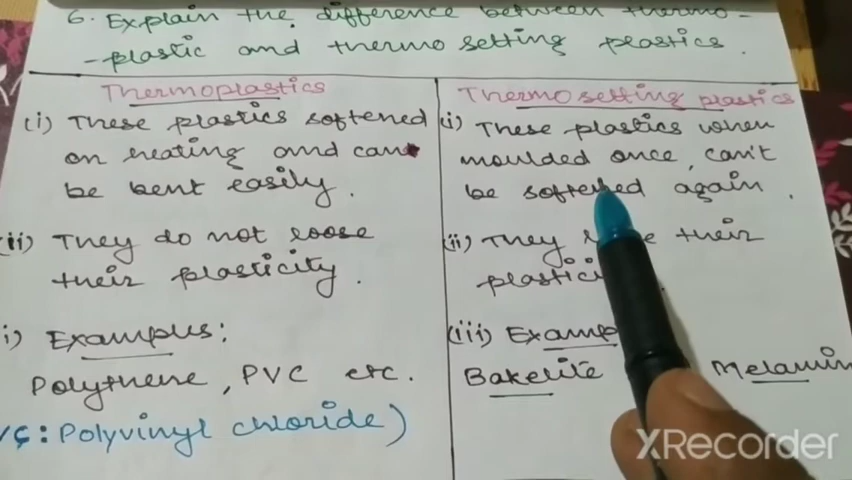 6. Explain the difference between thermo-
-plastic and thermo setting plastics.
Thermoplastics
(i) These plastics softened
on heating and can
be bent easily.
(ii) They do not loose
their plasticity.
i) Examples:
Polythene, PVC etc.
VC: Polyvinyl chloride)
Thermo setting plastics
(i) These plastics when
moulded once, can't
be softened again.
(ii) They their
plastici
(iii) Examp
Bakelite Melamin
XRecorder